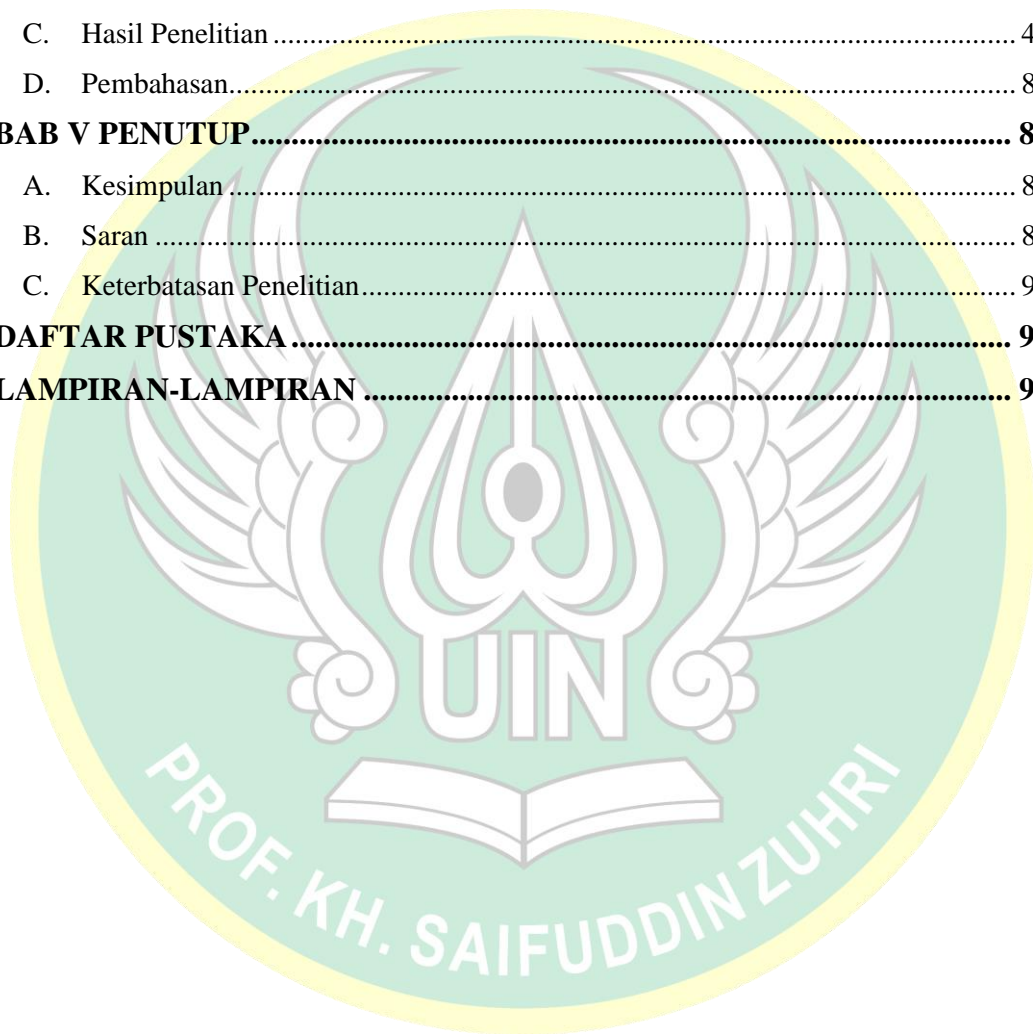 C. Hasil Penelitian ........................................................................................................ 4
D. Pembahasan............................................................................................................. 8
BAB V PENUTUP.................................................................................................. 8
A. Kesimpulan ............................................................................................................. 8
B. Saran ....................................................................................................................... 8
C. Keterbatasan Penelitian........................................................................................... 9
DAFTAR PUSTAKA ............................................................................................. 9
LAMPIRAN-LAMPIRAN .................................................................................... 9
UIN
PROF. KH. SAIFUDDIN ZUHRI